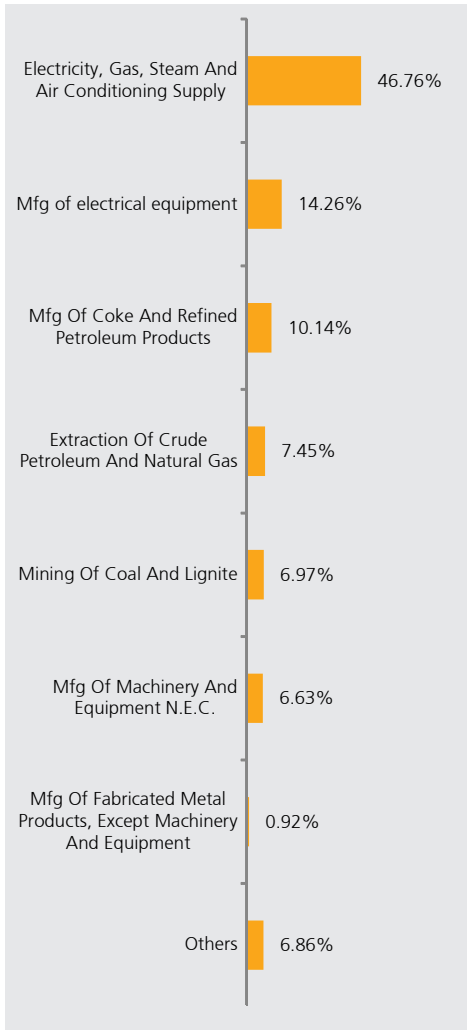 Electricity, Gas, Steam And
Air Conditioning Supply
46.76%
Mfg of electrical equipment
14.26%
Mfg Of Coke And Refined
Petroleum Products
10.14%
Extraction Of Crude
Petroleum And Natural Gas
7.45%
Mining Of Coal And Lignite
6.97%
Mfg Of Machinery And
Equipment N.E.C.
6.63%
Mfg Of Fabricated Metal
Products, Except Machinery
And Equipment
0.92%
Others
6.86%